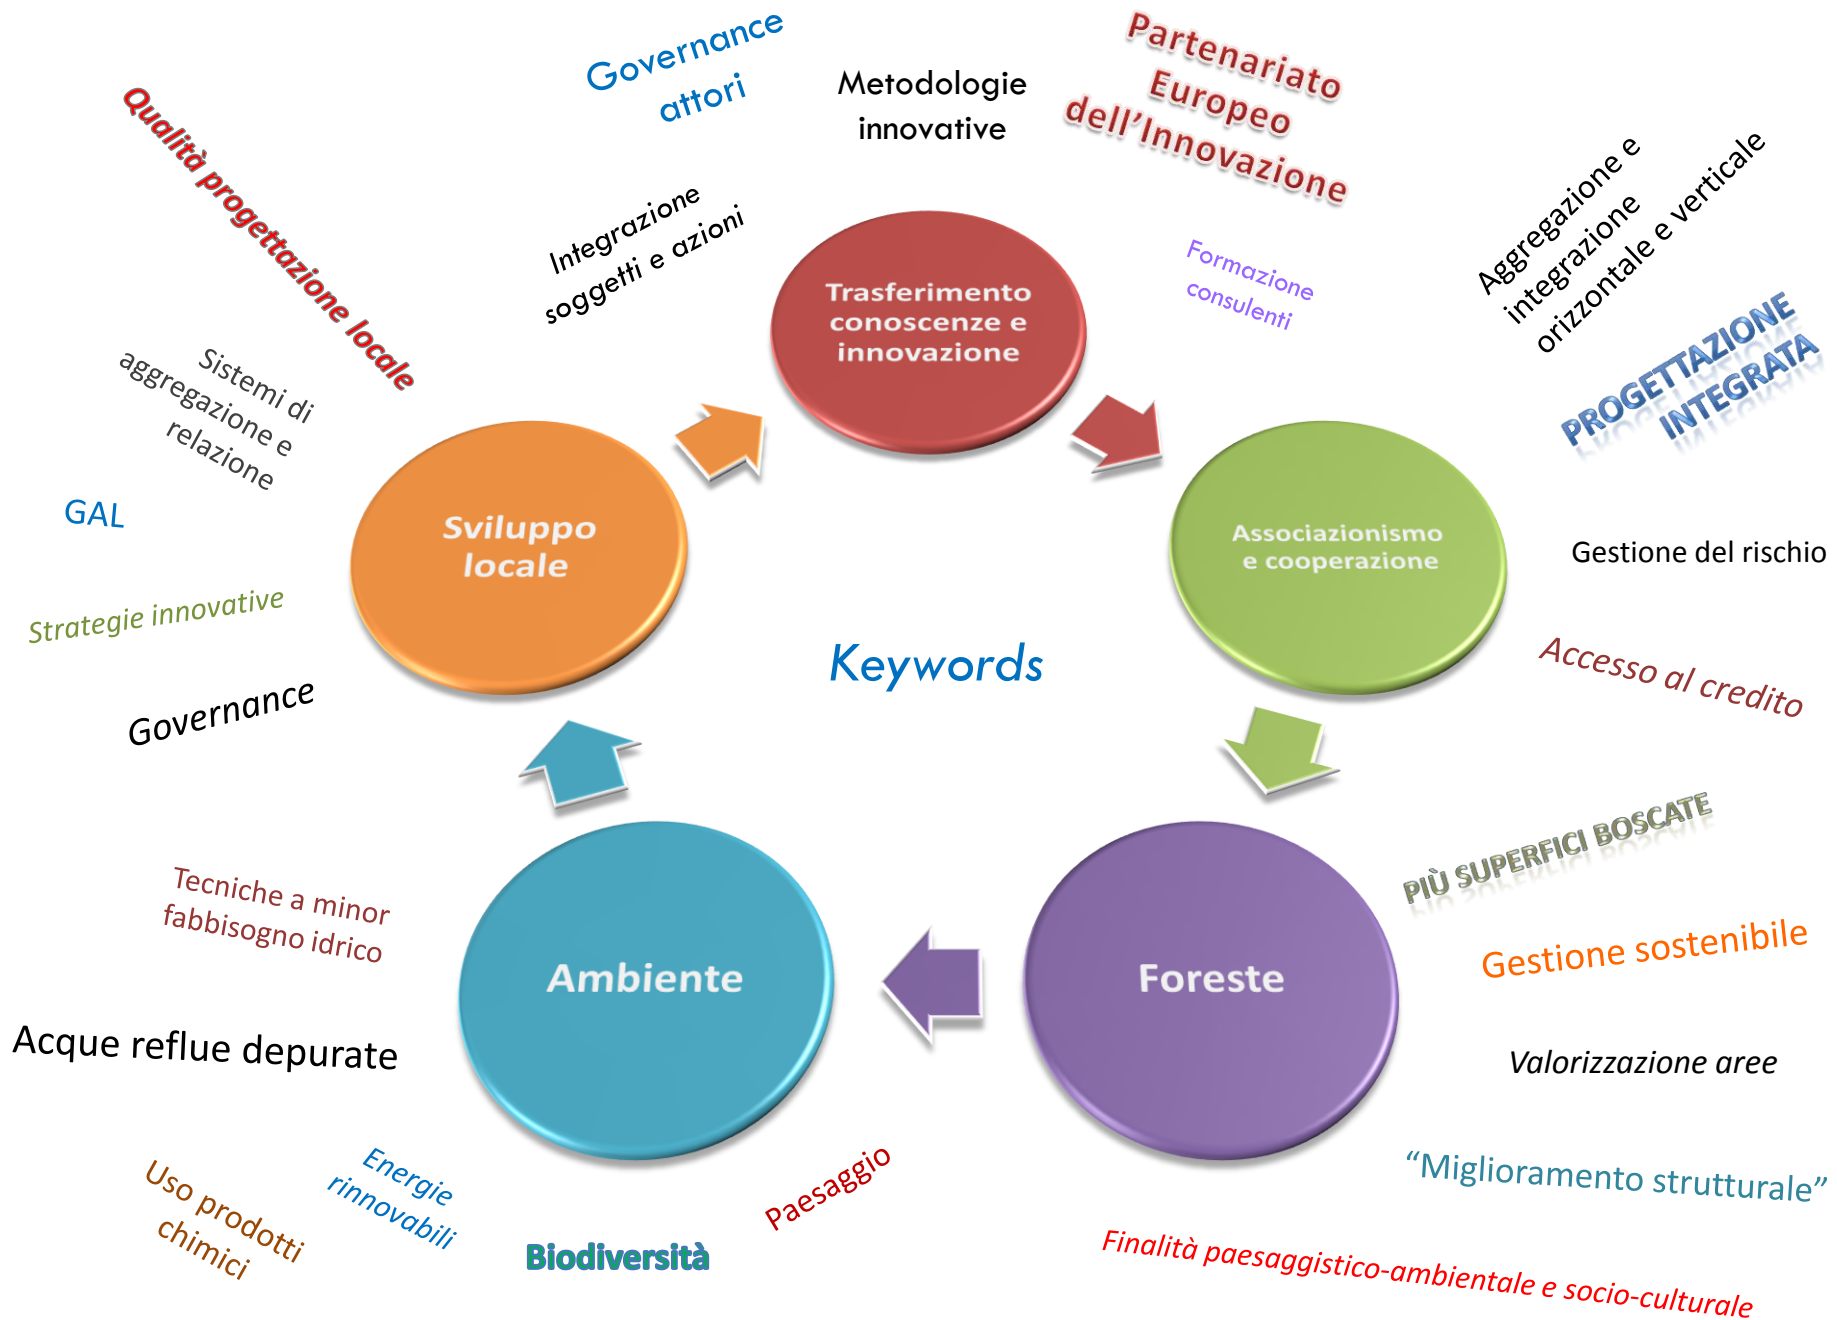 Governance
attori
Metodologie
innovative
Partenariato
Europeo
dell'Innovazione
Integrazione
soggetti e azioni
Formazione
consulenti
Trasferimento
conoscenze e
innovazione
Aggregazione e
integrazione
orizzontale e verticale
PROGETTAZIONE
INTEGRATA
Associazionismo
e cooperazione
Gestione del rischio
Accesso al credito
PIÙ SUPERFICI BOSCATE
Gestione sostenibile
Valorizzazione aree
“Miglioramento strutturale”
Finalità paesaggistico-ambientale e socio-culturale
Foreste
Paesaggio
Biodiversità
Energie
rinnovabili
Uso prodotti
chimici
Acque reflue depurate
Tecniche a minor
fabbisogno idrico
Ambiente
Governance
Strategie innovative
GAL
Sistemi di
aggregazione e
relazione
Qualità progettazione locale
Sviluppo
locale
Keywords